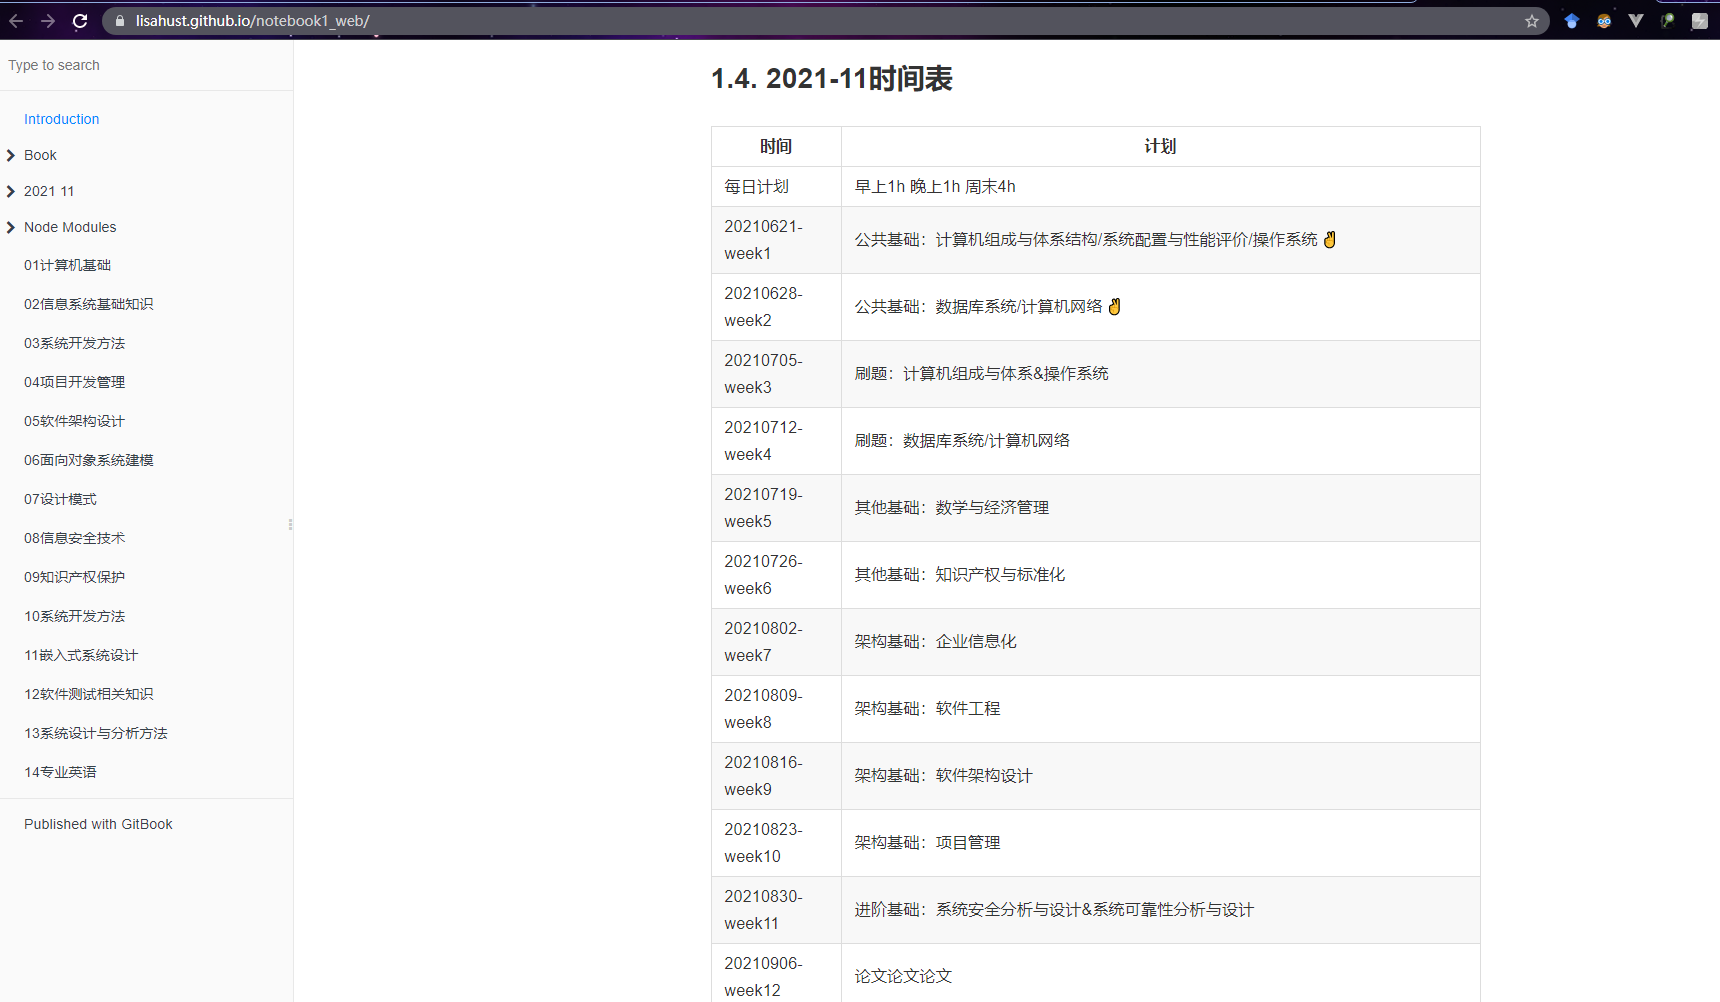 lisahust.github.io/notebook1_web/
Type to search
Introduction
Book
2021 11
Node Modules
01计算机基础
02信息系统基础知识
03系统开发方法
04项目开发管理
05软件架构设计
06面向对象系统建模
07设计模式
08信息安全技术
09知识产权保护
10系统开发方法
11嵌入式系统设计
12软件测试相关知识
13系统设计与分析方法
14专业英语
Published with GitBook
1.4. 2021-11时间表
时间 计划
每日计划 早上1h 晚上1h 周末4h
20210621-
week1
公共基础：计算机组成与体系结构/系统配置与性能评价/操作系统✌
20210628-
week2
公共基础：数据库系统/计算机网络✌
20210705-
week3
刷题：计算机组成与体系&操作系统
20210712-
week4
刷题：数据库系统/计算机网络
20210719-
week5
其他基础：数学与经济管理
20210726-
week6
其他基础：知识产权与标准化
20210802-
week7
架构基础：企业信息化
20210809-
week8
架构基础：软件工程
20210816-
week9
架构基础：软件架构设计
20210823-
week10
架构基础：项目管理
20210830-
week11
进阶基础：系统安全分析与设计&系统可靠性分析与设计
20210906-
week12
论文论文论文